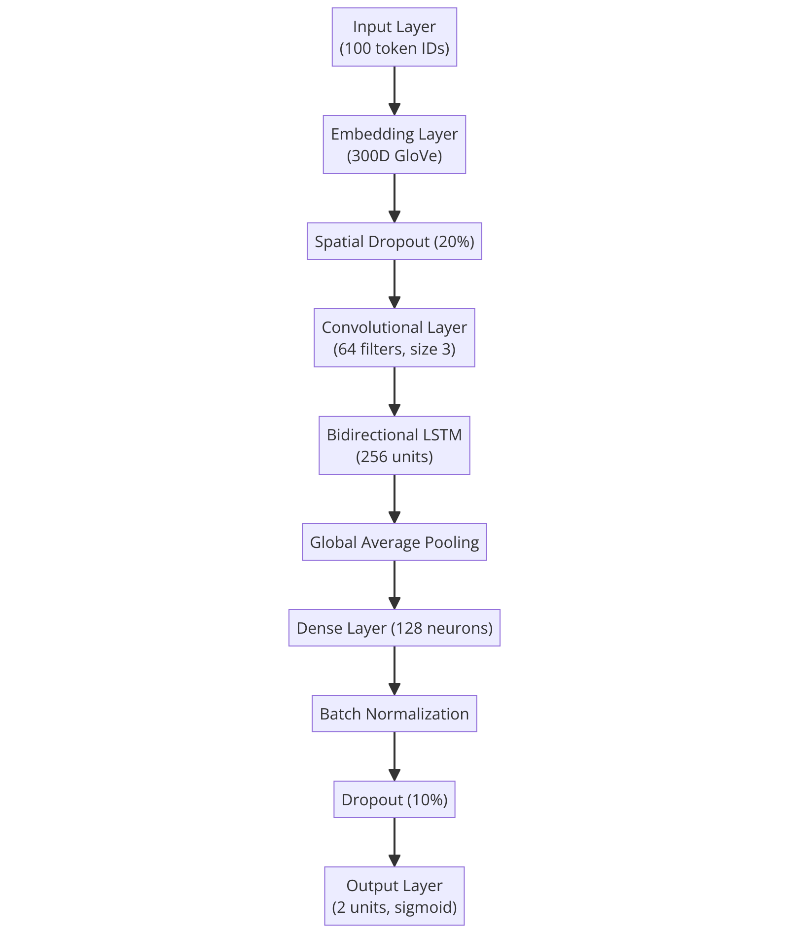 Input Layer
(100 token IDs)
Embedding Layer
(300D GloVe)
Spatial Dropout (20%)
Convolutional Layer
(64 filters, size 3)
Bidirectional LSTM
(256 units)
Global Average Pooling
Dense Layer (128 neurons)
Batch Normalization
Dropout (10%)
Output Layer
(2 units, sigmoid)